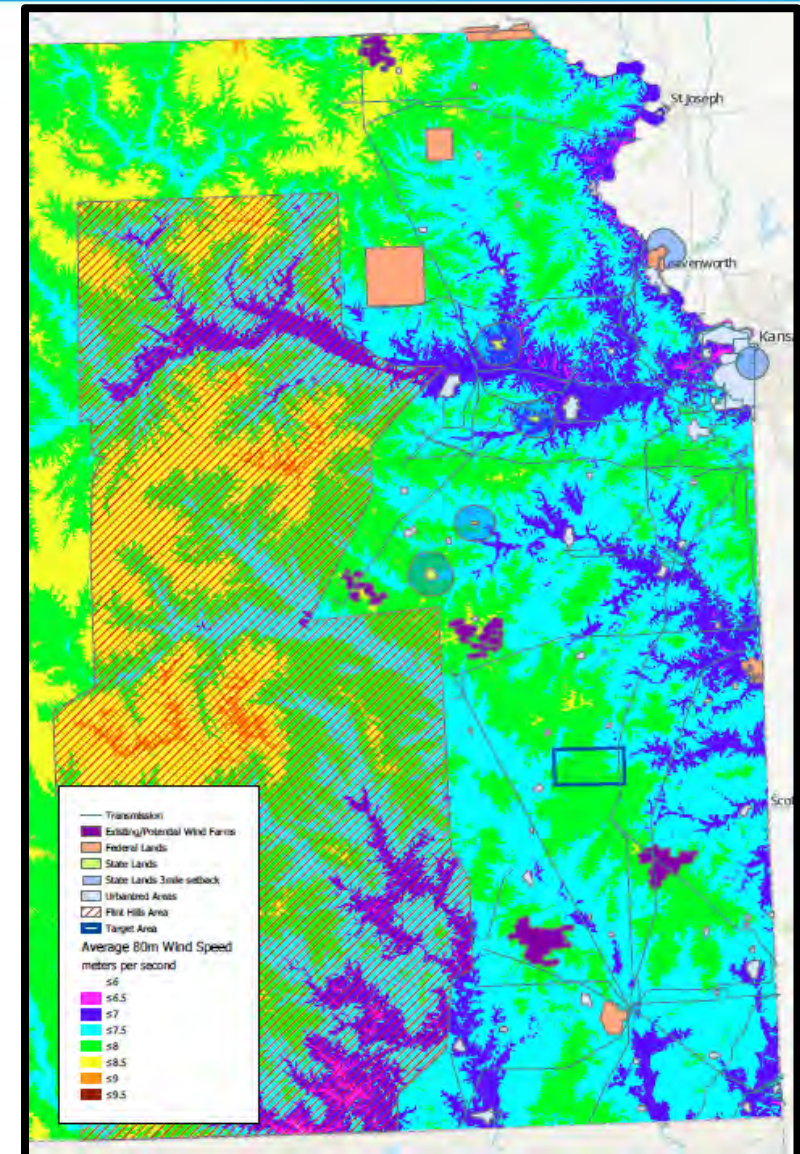 St Joseph
Leavenworth
Kansa
Scot
Transmission
Existing/Potential Wind Farms
Federal Lands
State Lands
State Lands 3mile setback
Urbanized Areas
Flint Hills Area
Target Area
Average 80m Wind Speed
meters per second
≤6
≤6.5
≤7
≤7.5
≤8
≤8.5
≤9
≤9.5